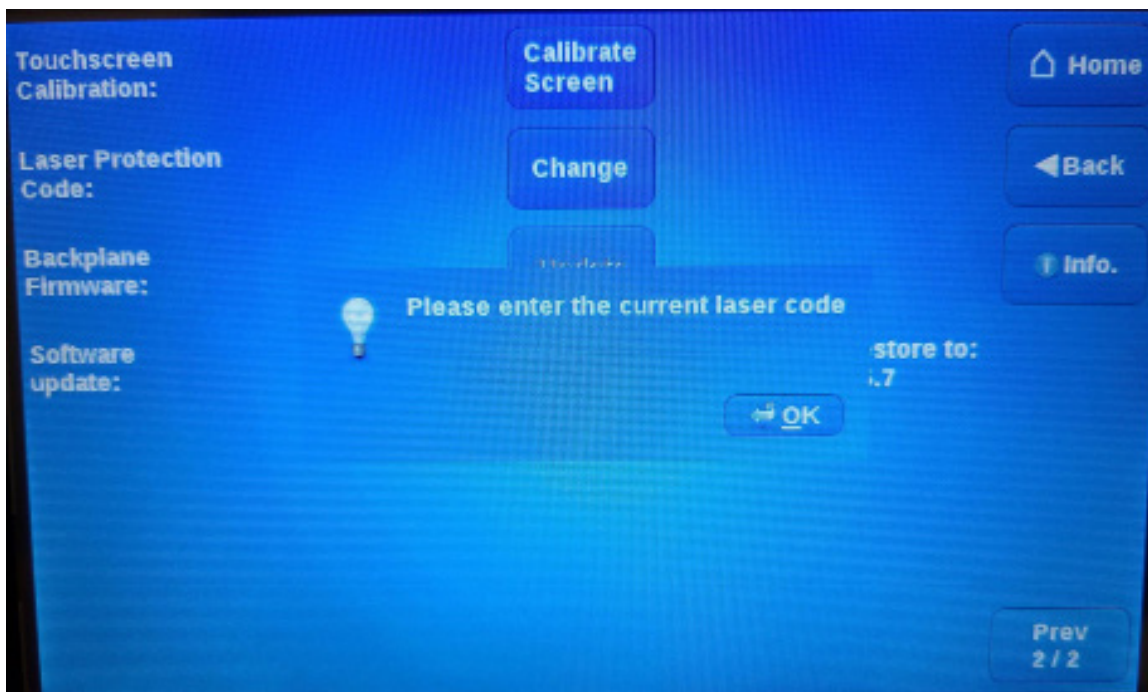 Touchscreen
Calibration:
Calibrate
Screen
Home
Laser Protection
Code:
Change
Back
Backplane
Firmware:
Info.
Please enter the current laser code
Software
update:
store to:
.7
OK
Prev
2 / 2